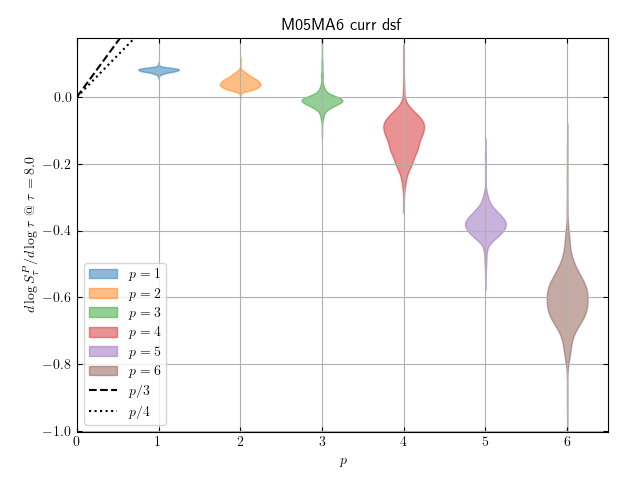 M05MA6 curr dsf
d log S_τ^P / d log τ @ τ = 8.0
0.0
−0.2
−0.4
−0.6
−0.8
−1.0
p = 1
p = 2
p = 3
p = 4
p = 5
p = 6
p/3
p/4
0 1 2 3 4 5 6
p